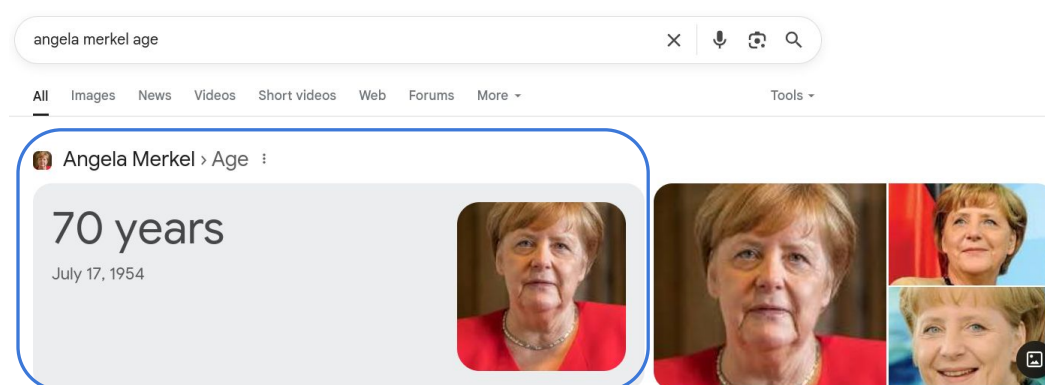 angela merkel age
All Images News Videos Short videos Web Forums More Tools
Angela Merkel › Age
70 years
July 17, 1954